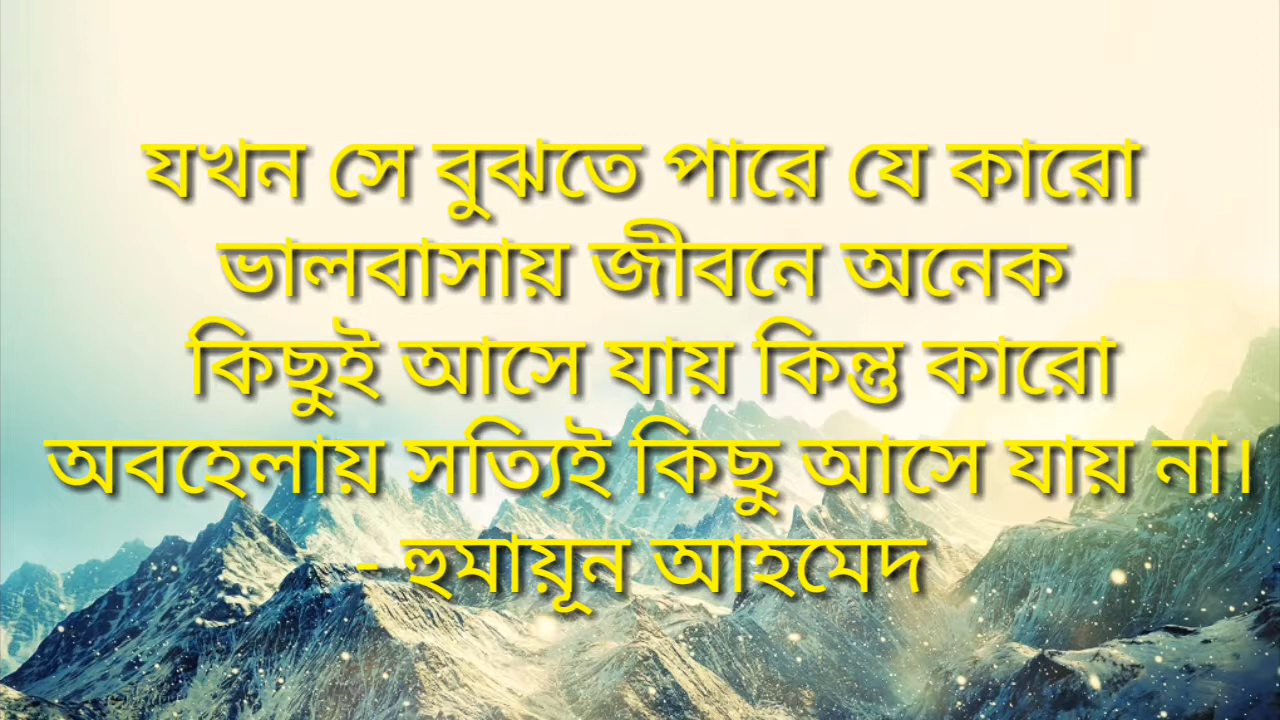 যখন সে বুঝতে পারে যে কারো
ভালবাসায় জীবনে অনেক
কিছুই আসে যায় কিন্তু কারো
অবহেলায় সত্যিই কিছু আসে যায় না।
- হুমায়ূন আহমেদ